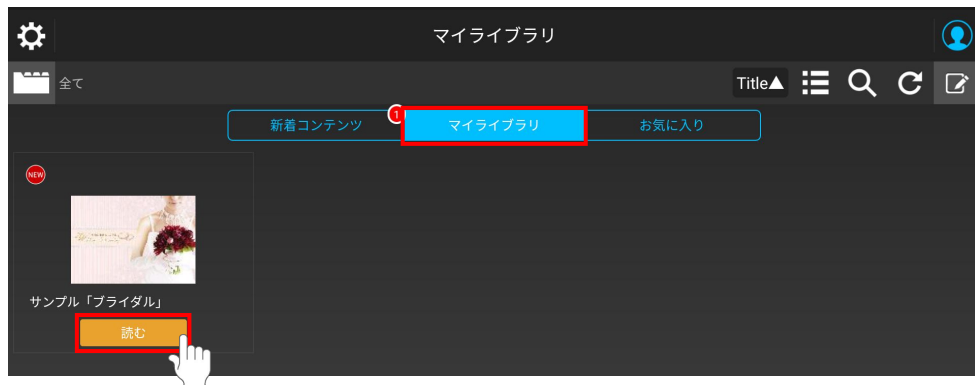 マイライブラリ
全て
Title▲
新着コンテンツ
1
マイライブラリ
お気に入り
NEW
サンプル「ブライダル」
読む